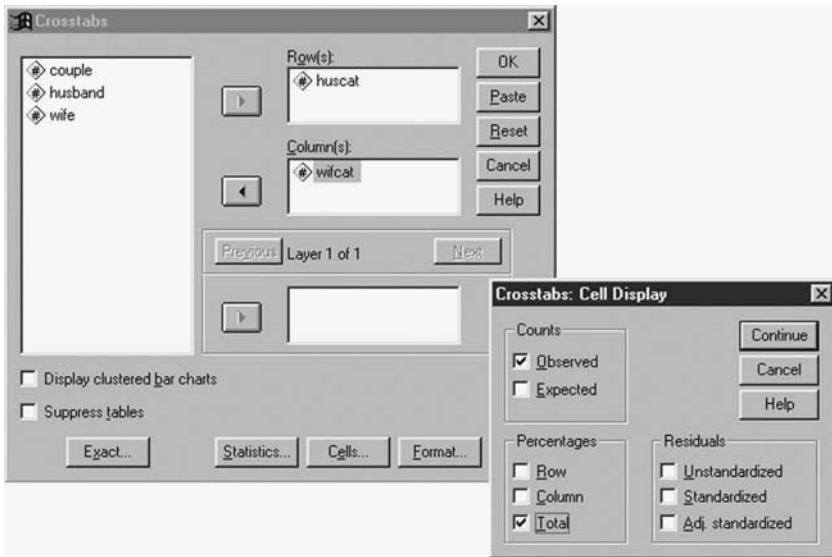 Crosstabs
couple
husband
wife
Row(s):
huscat
Column(s):
wifcat
OK
Paste
Reset
Cancel
Help
Previous
Layer 1 of 1
Next
Display clustered bar charts
Suppress tables
Exact...
Statistics...
Cells...
Format...
Crosstabs: Cell Display
Counts
Observed
Expected
Continue
Cancel
Help
Percentages
Row
Column
Total
Residuals
Unstandardized
Standardized
Adj. standardized